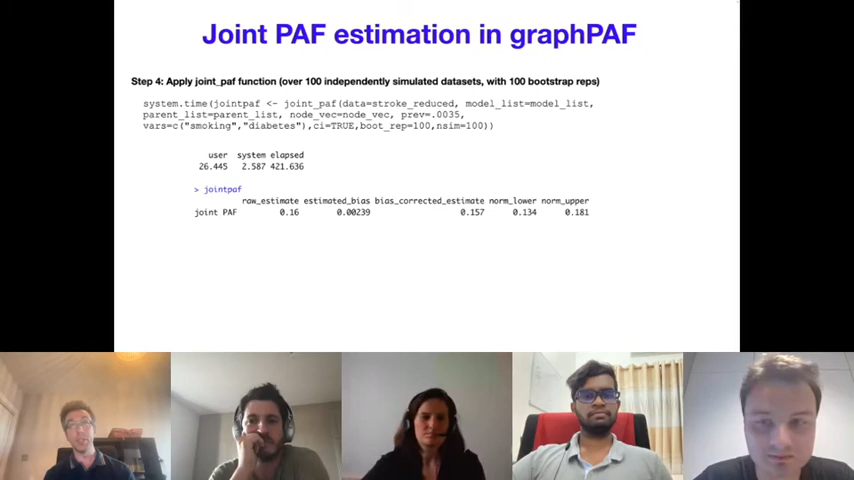 Joint PAF estimation in graphPAF
Step 4: Apply joint_paf function (over 100 independently simulated datasets, with 100 bootstrap reps)
system.time(jointpaf <- joint_paf(data=stroke_reduced, model_list=model_list,
parent_list=parent_list, node_vec=node_vec, prev=.0035,
vars=c("smoking","diabetes"),ci=TRUE,boot_rep=100,nsim=100))
user system elapsed
26.445 2.587 421.636
> jointpaf
raw_estimate estimated_bias bias_corrected_estimate norm_lower norm_upper
joint PAF 0.16 0.00239 0.157 0.134 0.181